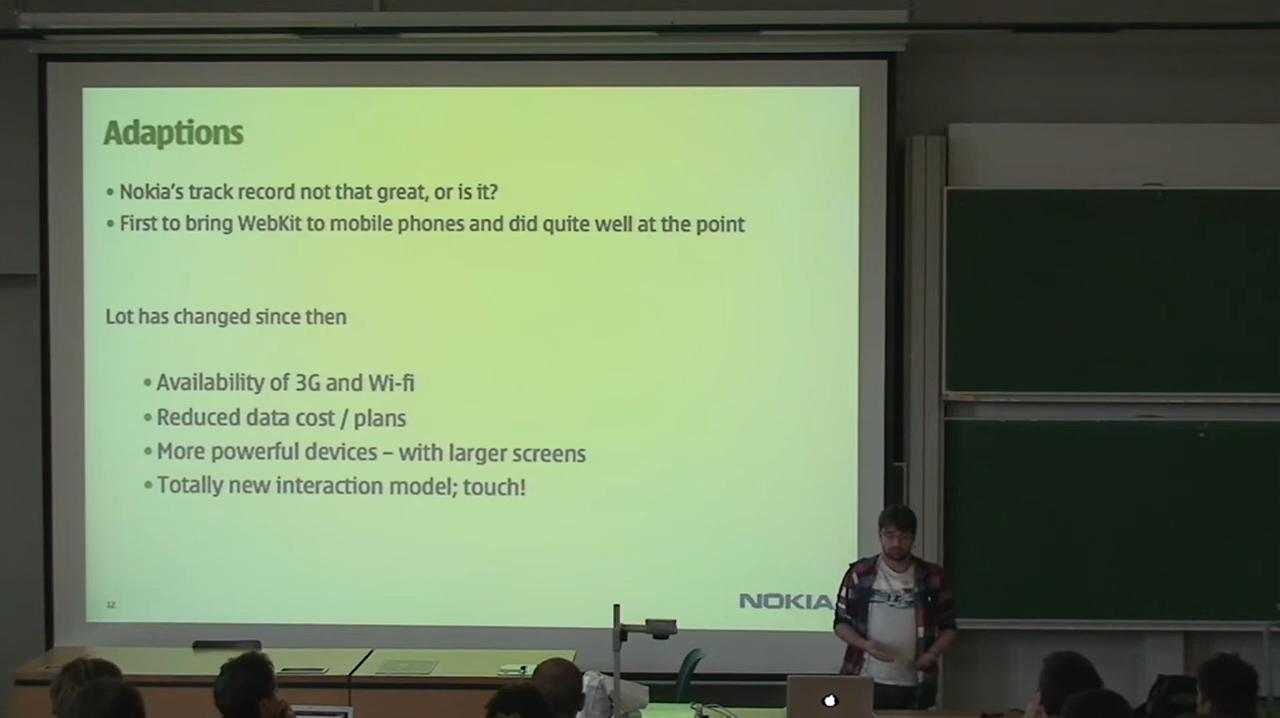 Adaptions
• Nokia's track record not that great, or is it?
• First to bring WebKit to mobile phones and did quite well at the point
Lot has changed since then
• Availability of 3G and Wi-fi
• Reduced data cost / plans
• More powerful devices – with larger screens
• Totally new interaction model; touch!
12
NOKIA